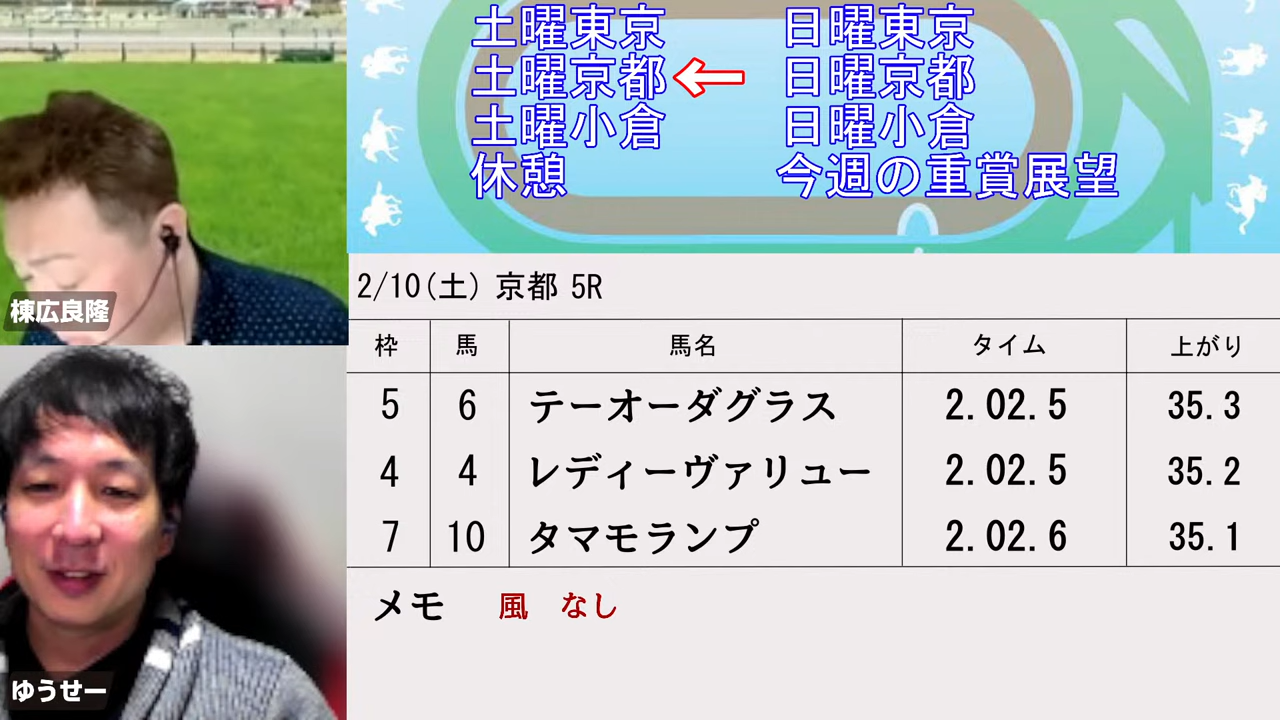 土曜東京 日曜東京
土曜京都 日曜京都
土曜小倉 日曜小倉
休憩 今週の重賞展望
2/10(土) 京都 5R
枠 馬 馬名 タイム 上がり
5 6 テーオーダグラス 2.02.5 35.3
4 4 レディーヴァリュー 2.02.5 35.2
7 10 タマモランプ 2.02.6 35.1
メモ 風 なし
棟広良隆
ゆうせー